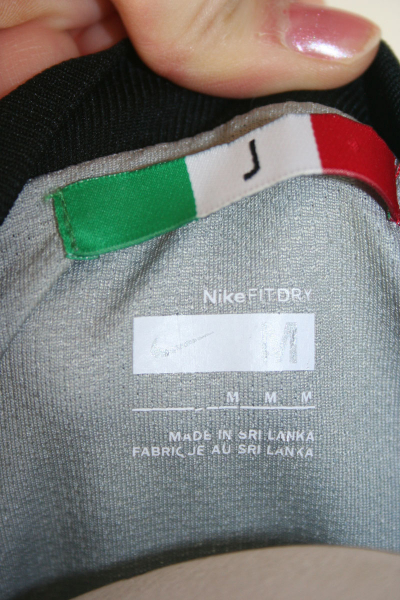 J
NikeFITDRY
M M M
MADE IN SRI LANKA
FABRIQUE AU SRI LANKA